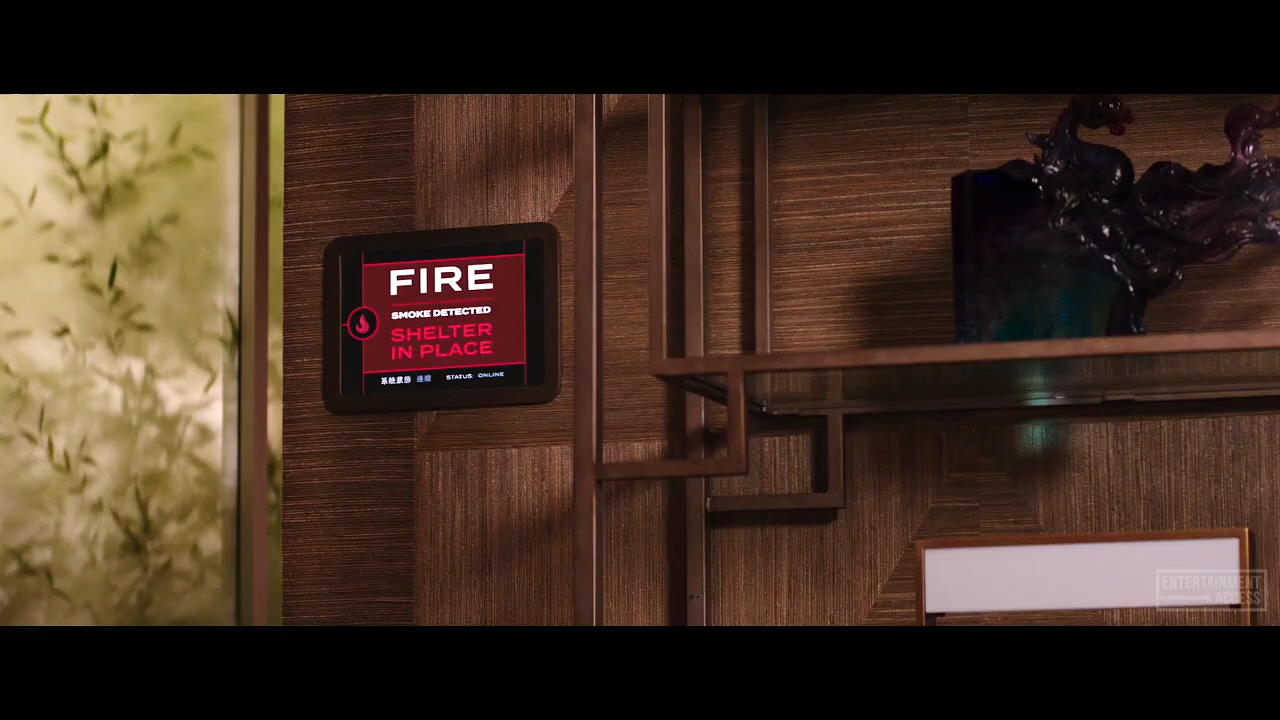 FIRE
SMOKE DETECTED
SHELTER
IN PLACE
系統狀態 連線 STATUS: ONLINE
ENTERTAINMENT
ACCESS